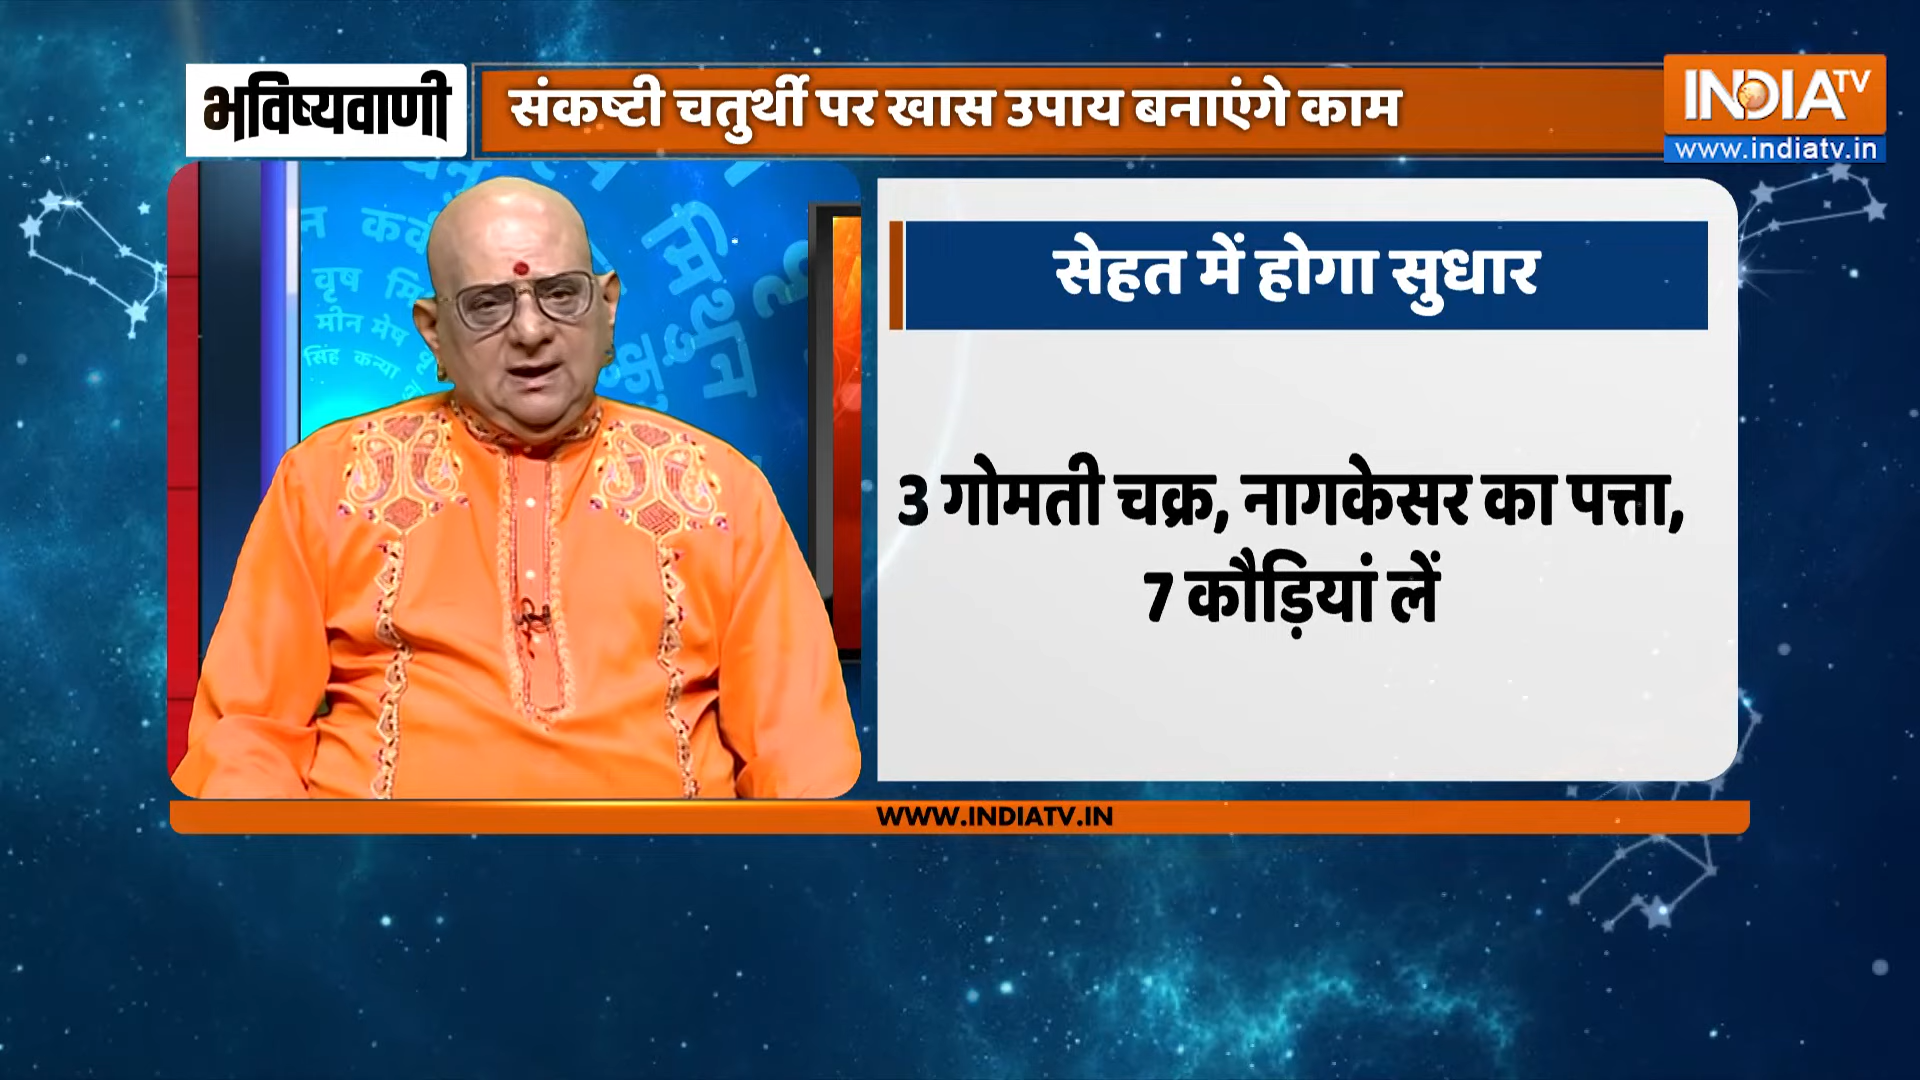 भविष्यवाणी
संकष्टी चतुर्थी पर खास उपाय बनाएंगे काम
INDIA TV
www.indiatv.in
मिथुन
वृष
मीन मेष
सिंह कन्या
सेहत में होगा सुधार
3 गोमती चक्र, नागकेसर का पत्ता,
7 कौड़ियां लें
WWW.INDIATV.IN